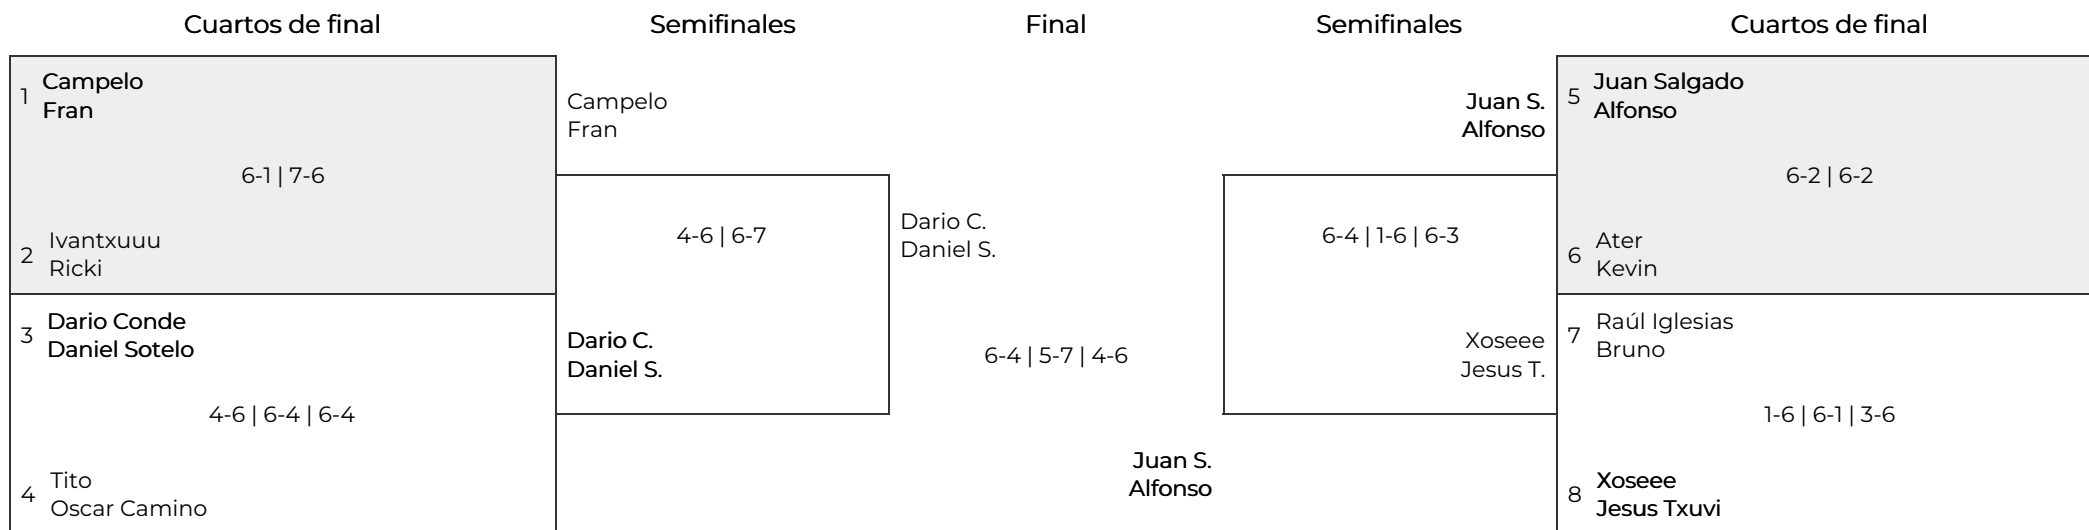 Cuartos de final
Semifinales
Final
Semifinales
Cuartos de final
1
Campelo
Fran
6-1 | 7-6
2
Ivantxuuu
Ricki
3
Dario Conde
Daniel Sotelo
4-6 | 6-4 | 6-4
4
Tito
Oscar Camino
Campelo
Fran
4-6 | 6-7
Dario C.
Daniel S.
Dario C.
Daniel S.
6-4 | 5-7 | 4-6
Juan S.
Alfonso
Juan S.
Alfonso
6-4 | 1-6 | 6-3
Xoseee
Jesus T.
5
Juan Salgado
Alfonso
6-2 | 6-2
6
Ater
Kevin
7
Raúl Iglesias
Bruno
1-6 | 6-1 | 3-6
8
Xoseee
Jesus Txuvi